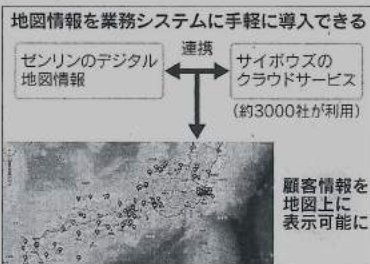 地図情報を業務システムに手軽に導入できる
連携
ゼンリンのデジタル
地図情報
サイボウズの
クラウドサービス
(約3000社が利用)
顧客情報を
地図上に
表示可能に